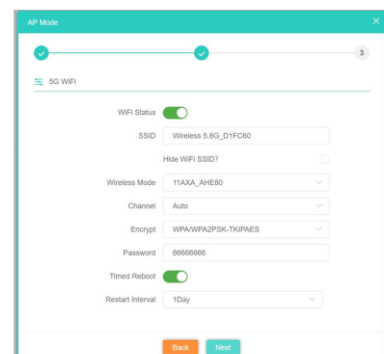 AP Mode
3
5G WiFi
WiFi Status
SSID Wireless 5.8G_D1FC60
Hide WiFi SSID?
Wireless Mode 11AXA_AHE80
Channel Auto
Encrypt WPA/WPA2PSK-TKIPAES
Password 66666666
Timed Reboot
Restart Interval 1Day
Back Next